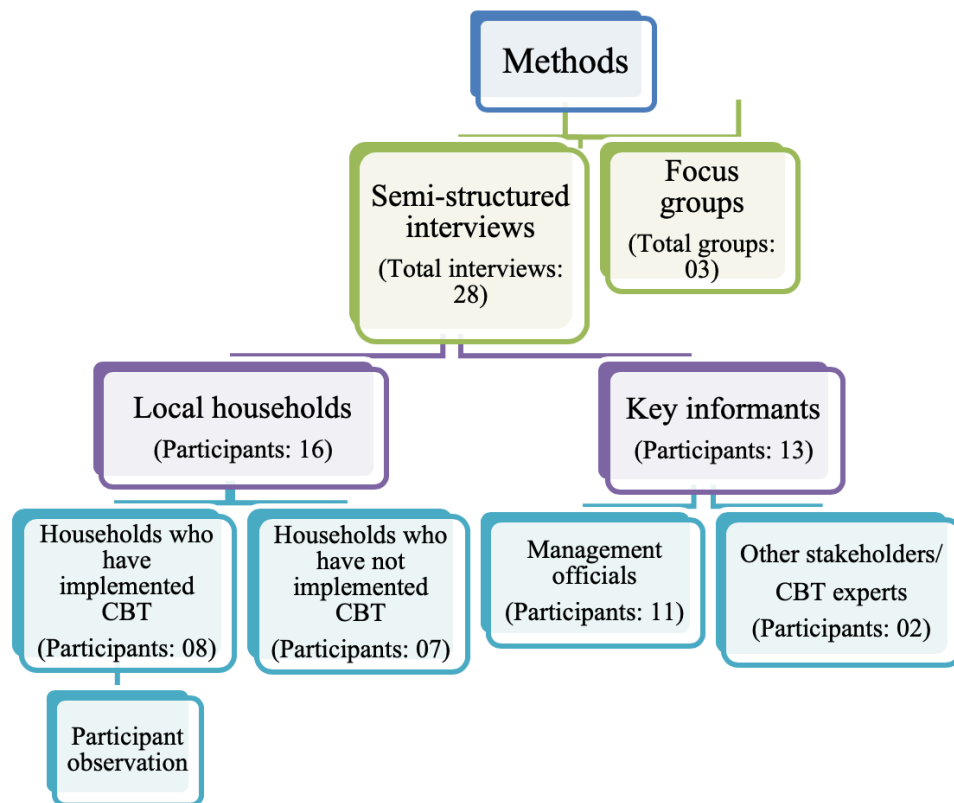 Methods
Semi-structured
interviews
(Total interviews:
28)
Focus
groups
(Total groups:
03)
Local households
(Participants: 16)
Key informants
(Participants: 13)
Households who
have
implemented
CBT
(Participants: 08)
Households who
have not
implemented
CBT
(Participants: 07)
Management
officials
(Participants: 11)
Other stakeholders/
CBT experts
(Participants: 02)
Participant
observation